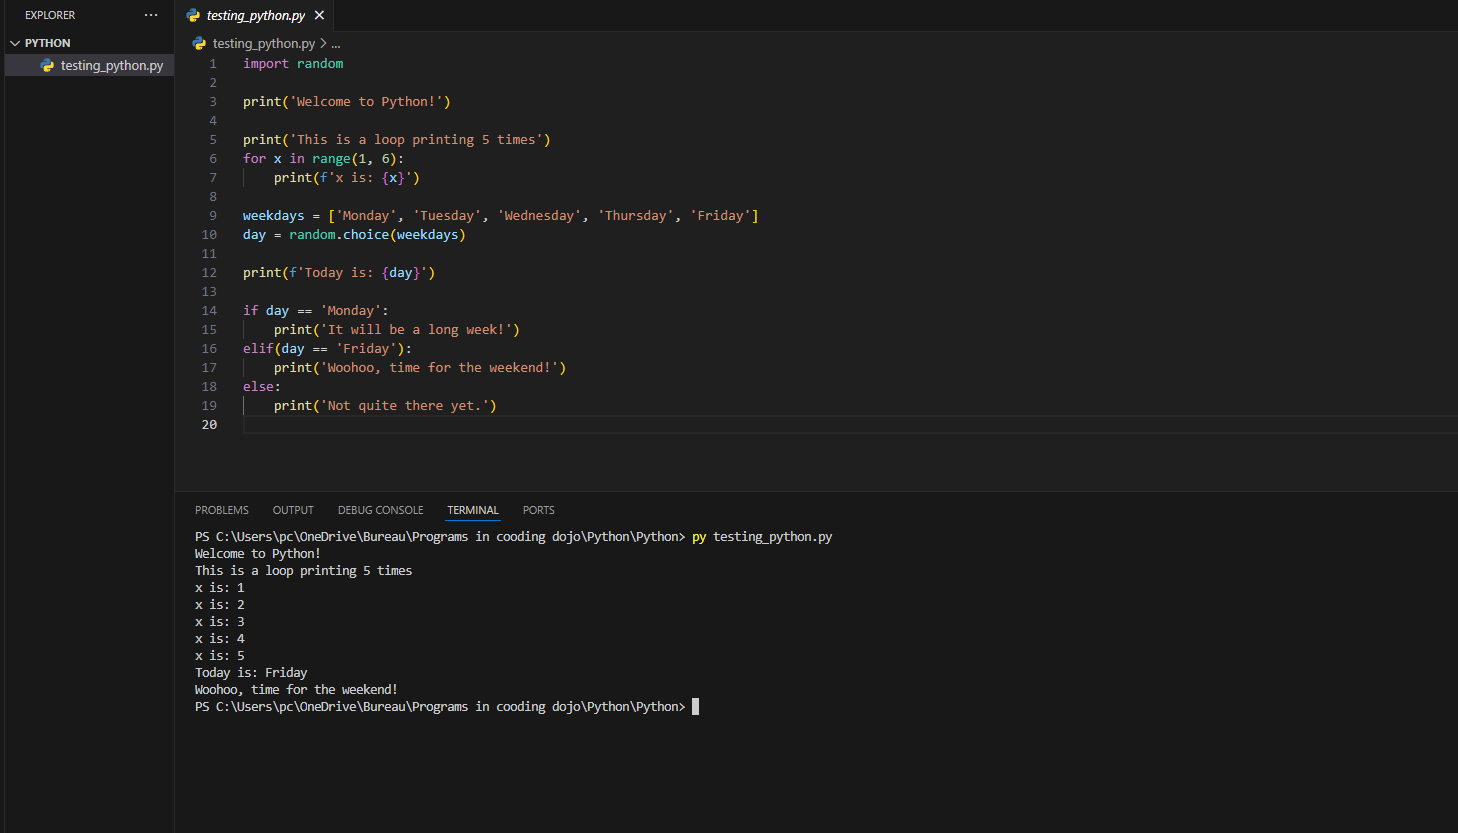 EXPLORER ...
PYTHON
testing_python.py
testing_python.py
testing_python.py > ...
1 import random
2
3 print('Welcome to Python!')
4
5 print('This is a loop printing 5 times')
6 for x in range(1, 6):
7     print(f'x is: {x}')
8
9 weekdays = ['Monday', 'Tuesday', 'Wednesday', 'Thursday', 'Friday']
10 day = random.choice(weekdays)
11
12 print(f'Today is: {day}')
13
14 if day == 'Monday':
15     print('It will be a long week!')
16 elif(day == 'Friday'):
17     print('Woohoo, time for the weekend!')
18 else:
19     print('Not quite there yet.')
20
PROBLEMS OUTPUT DEBUG CONSOLE TERMINAL PORTS
PS C:\Users\pc\OneDrive\Bureau\Programs in cooding dojo\Python\Python> py testing_python.py
Welcome to Python!
This is a loop printing 5 times
x is: 1
x is: 2
x is: 3
x is: 4
x is: 5
Today is: Friday
Woohoo, time for the weekend!
PS C:\Users\pc\OneDrive\Bureau\Programs in cooding dojo\Python\Python>